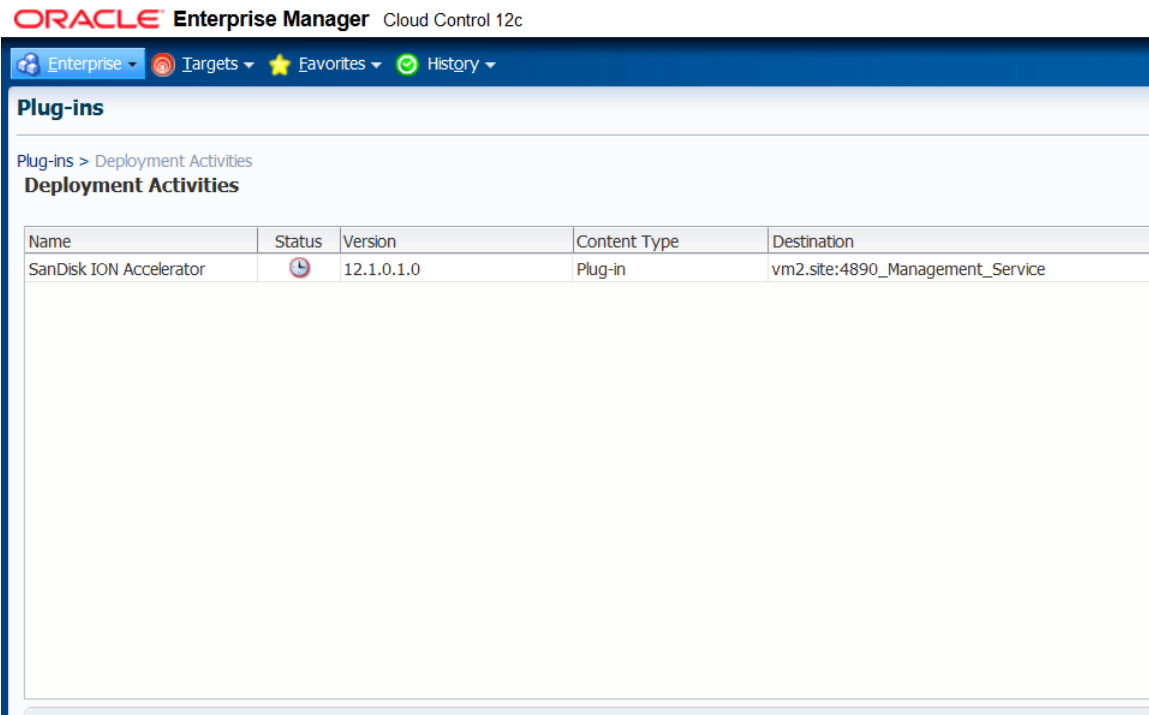 ORACLE Enterprise Manager Cloud Control 12c
Enterprise Targets Favorites History
Plug-ins
Plug-ins > Deployment Activities
Deployment Activities
Name Status Version Content Type Destination
SanDisk ION Accelerator 12.1.0.1.0 Plug-in vm2.site:4890_Management_Service